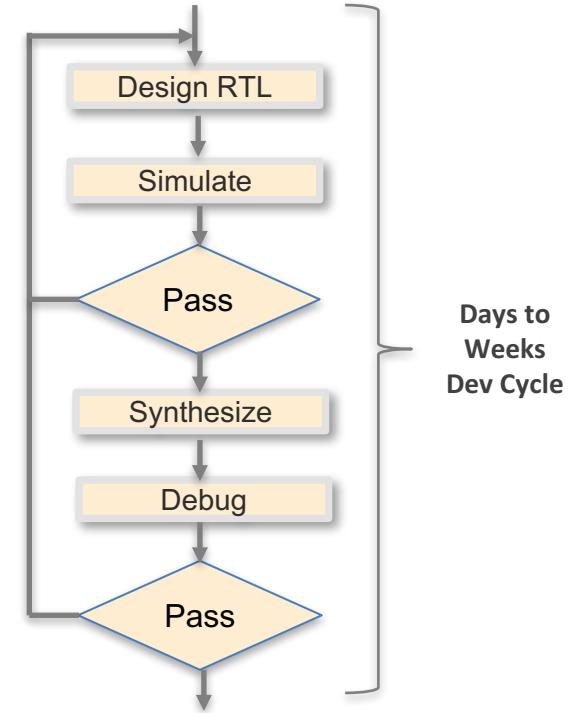 Design RTL
Simulate
Pass
Synthesize
Debug
Pass
Days to
Weeks
Dev Cycle